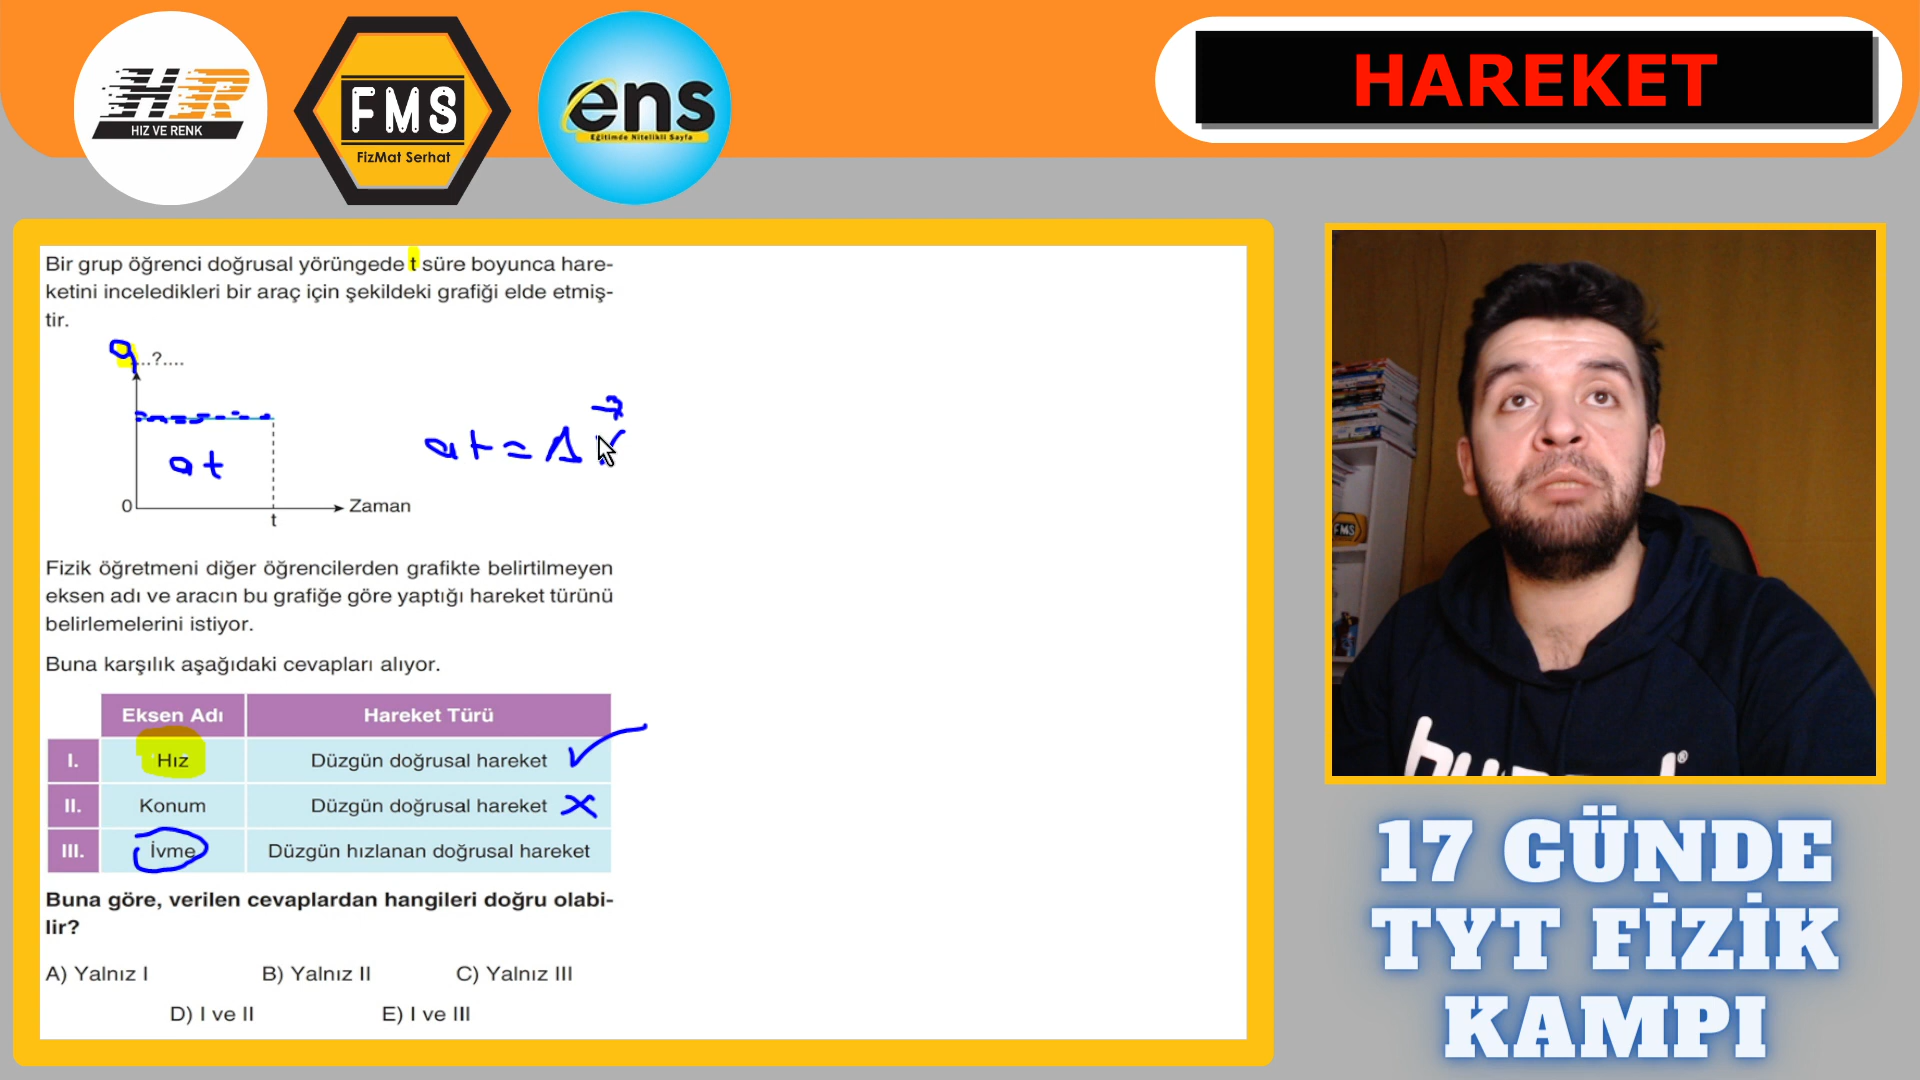 HIZ VE RENK
FMS
FizMat Serhat
ens
Eğitimde Nitelikli Sayfa
HAREKET
Bir grup öğrenci doğrusal yörüngede t süre boyunca hare-
ketini inceledikleri bir araç için şekildeki grafiği elde etmiş-
tir.
a
...?....
at
at = Δ
0
t
Zaman
Fizik öğretmeni diğer öğrencilerden grafikte belirtilmeyen
eksen adı ve aracın bu grafiğe göre yaptığı hareket türünü
belirlemelerini istiyor.
Buna karşılık aşağıdaki cevapları alıyor.
Eksen Adı Hareket Türü
I. Hız Düzgün doğrusal hareket
II. Konum Düzgün doğrusal hareket
III. İvme Düzgün hızlanan doğrusal hareket
Buna göre, verilen cevaplardan hangileri doğru olabi-
lir?
A) Yalnız I B) Yalnız II C) Yalnız III
D) I ve II E) I ve III
FMS
17 GÜNDE
TYT FİZİK
KAMPI